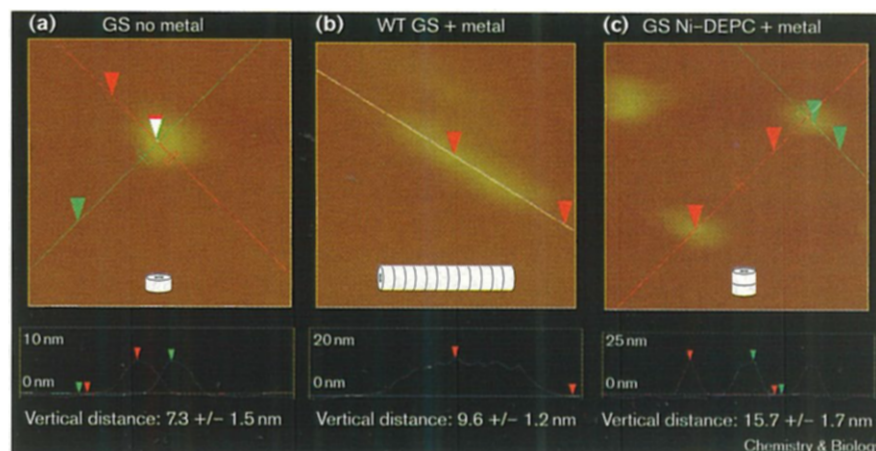 (a) GS no metal
(b) WT GS + metal
(c) GS Ni–DEPC + metal
10 nm
0 nm
Vertical distance: 7.3 +/– 1.5 nm
20 nm
0 nm
Vertical distance: 9.6 +/– 1.2 nm
25 nm
0 nm
Vertical distance: 15.7 +/– 1.7 nm
Chemistry & Biology